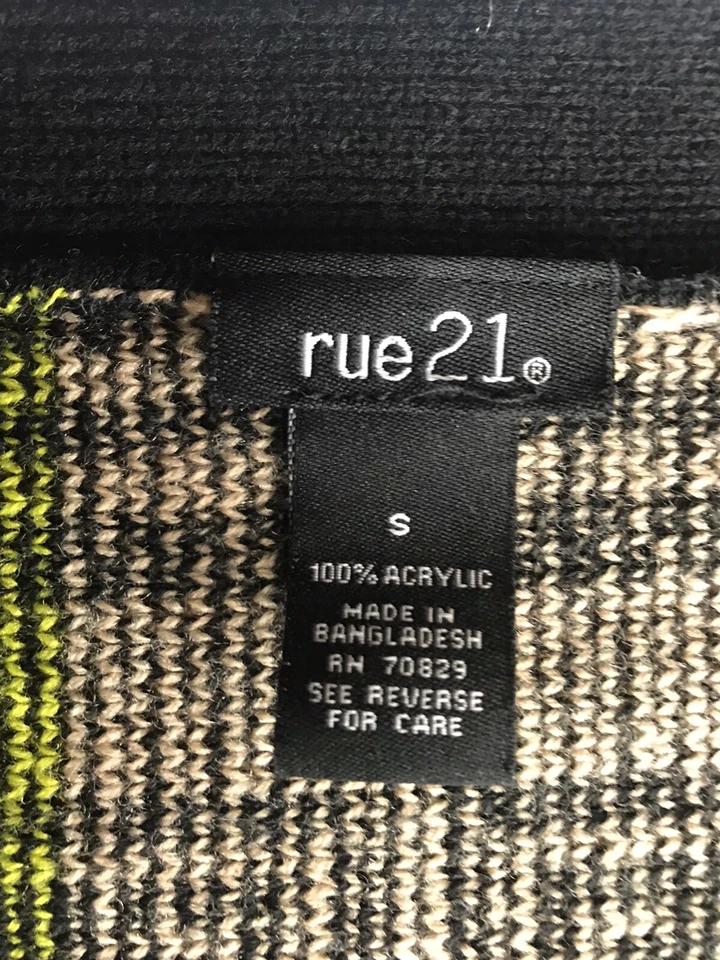 rue21®
S
100% ACRYLIC
MADE IN
BANGLADESH
RN 70829
SEE REVERSE
FOR CARE